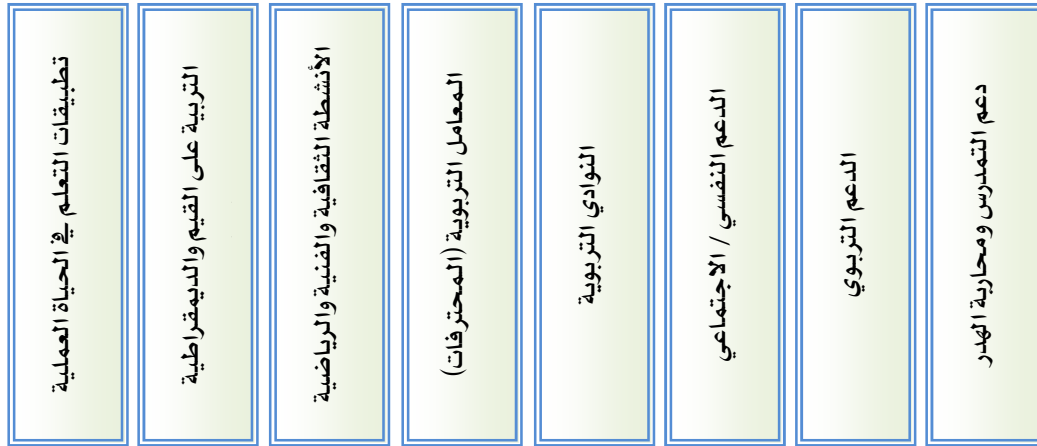 دعم التمدرس ومحاربة الهدر
الدعم التربوي
الدعم النفسي / الاجتماعي
النوادي التربوية
المعامل التربوية (المحترفات)
الأنشطة الثقافية والفنية والرياضية
التربية على القيم والديمقراطية
تطبيقات التعلم في الحياة العملية